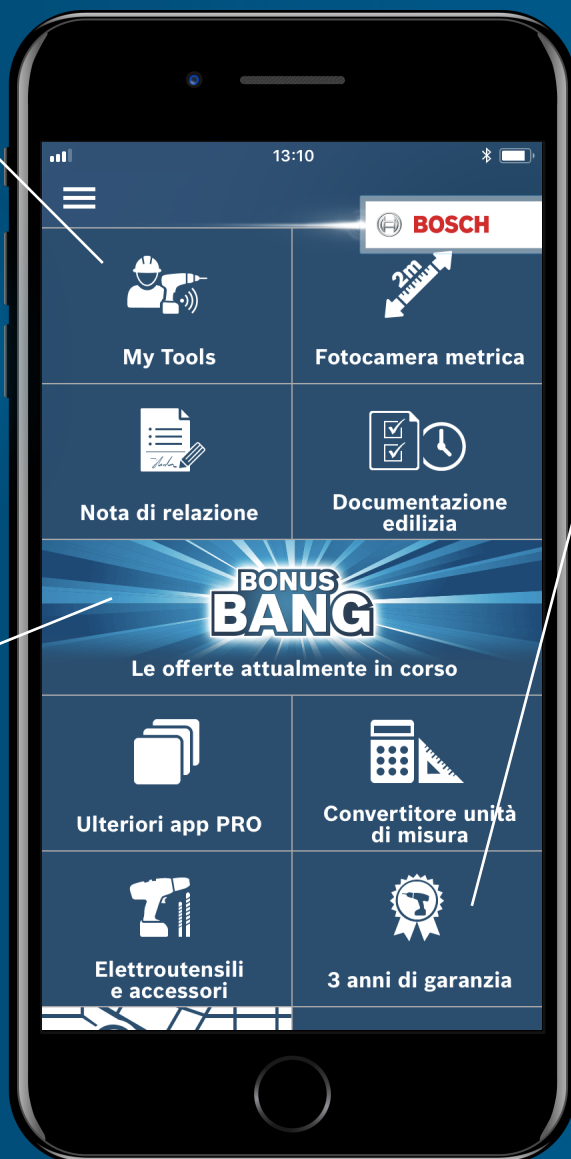 13:10
BOSCH
2m
My Tools
Fotocamera metrica
Nota di relazione
Documentazione
edilizia
BONUS
BANG
Le offerte attualmente in corso
Ulteriori app PRO
Convertitore unità
di misura
Elettroutensili
e accessori
3 anni di garanzia